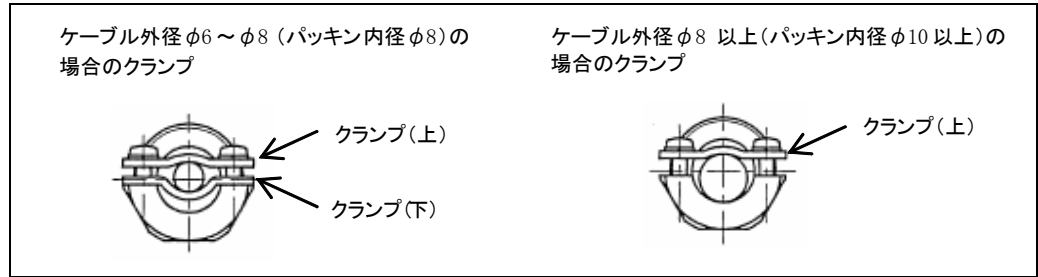 ケーブル外径φ6～φ8（パッキン内径φ8）の
場合のクランプ
クランプ（上）
クランプ（下）
ケーブル外径φ8 以上（パッキン内径φ10以上）の
場合のクランプ
クランプ（上）